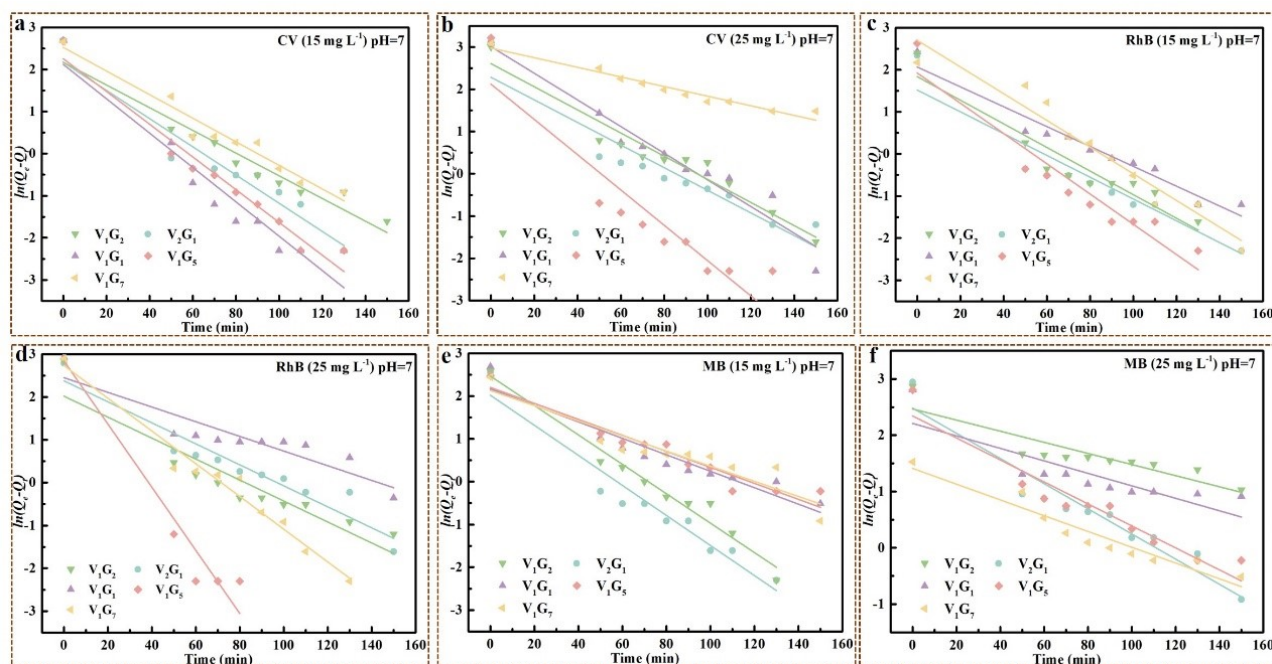 a
CV (15 mg L⁻¹) pH=7
3
2
1
0
-1
-2
-3
ln(Qe-Qt)
V₁G₂ V₂G₁
V₁G₁ V₁G₅
V₁G₇
0 20 40 60 80 100 120 140 160
Time (min)
b
CV (25 mg L⁻¹) pH=7
4
3
2
1
0
-1
-2
-3
ln(Qe-Qt)
V₁G₂ V₂G₁
V₁G₁ V₁G₅
V₁G₇
0 20 40 60 80 100 120 140 160
Time (min)
c
RhB (15 mg L⁻¹) pH=7
3
2
1
0
-1
-2
-3
ln(Qe-Qt)
V₁G₂ V₂G₁
V₁G₁ V₁G₅
V₁G₇
0 20 40 60 80 100 120 140 160
Time (min)
d
RhB (25 mg L⁻¹) pH=7
3
2
1
0
-1
-2
-3
ln(Qe-Qt)
V₁G₂ V₂G₁
V₁G₁ V₁G₅
V₁G₇
0 20 40 60 80 100 120 140 160
Time (min)
e
MB (15 mg L⁻¹) pH=7
3
2
1
0
-1
-2
-3
ln(Qe-Qt)
V₁G₂ V₂G₁
V₁G₁ V₁G₅
V₁G₇
0 20 40 60 80 100 120 140 160
Time (min)
f
MB (25 mg L⁻¹) pH=7
3
2
1
0
-1
ln(Qe-Qt)
V₁G₂ V₂G₁
V₁G₁ V₁G₅
V₁G₇
0 20 40 60 80 100 120 140 160
Time (min)